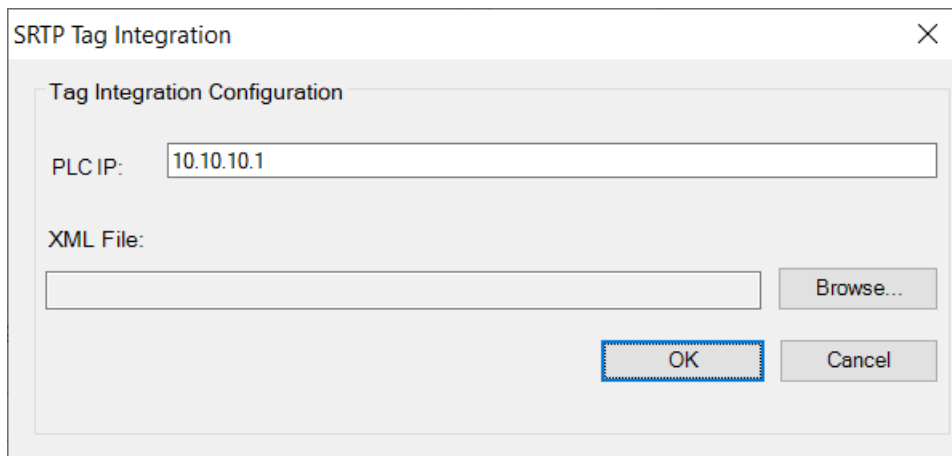 SRTP Tag Integration
Tag Integration Configuration
PLC IP: 10.10.10.1
XML File:
Browse...
OK Cancel